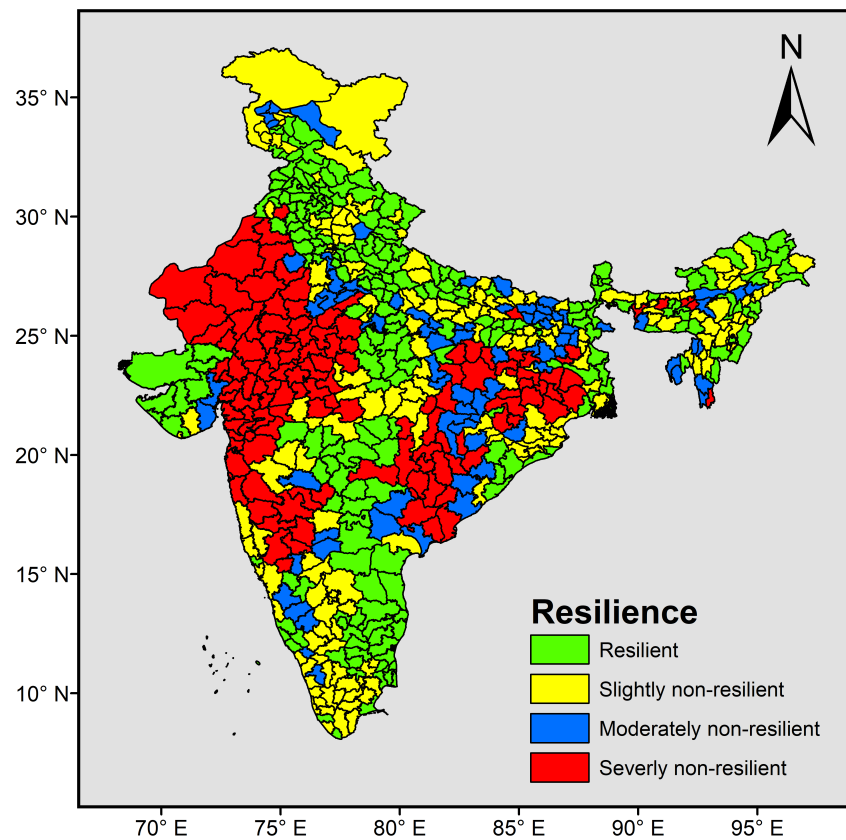 N
35° N
30° N
25° N
20° N
15° N
10° N
Resilience
Resilient
Slightly non-resilient
Moderately non-resilient
Severly non-resilient
70° E 75° E 80° E 85° E 90° E 95° E